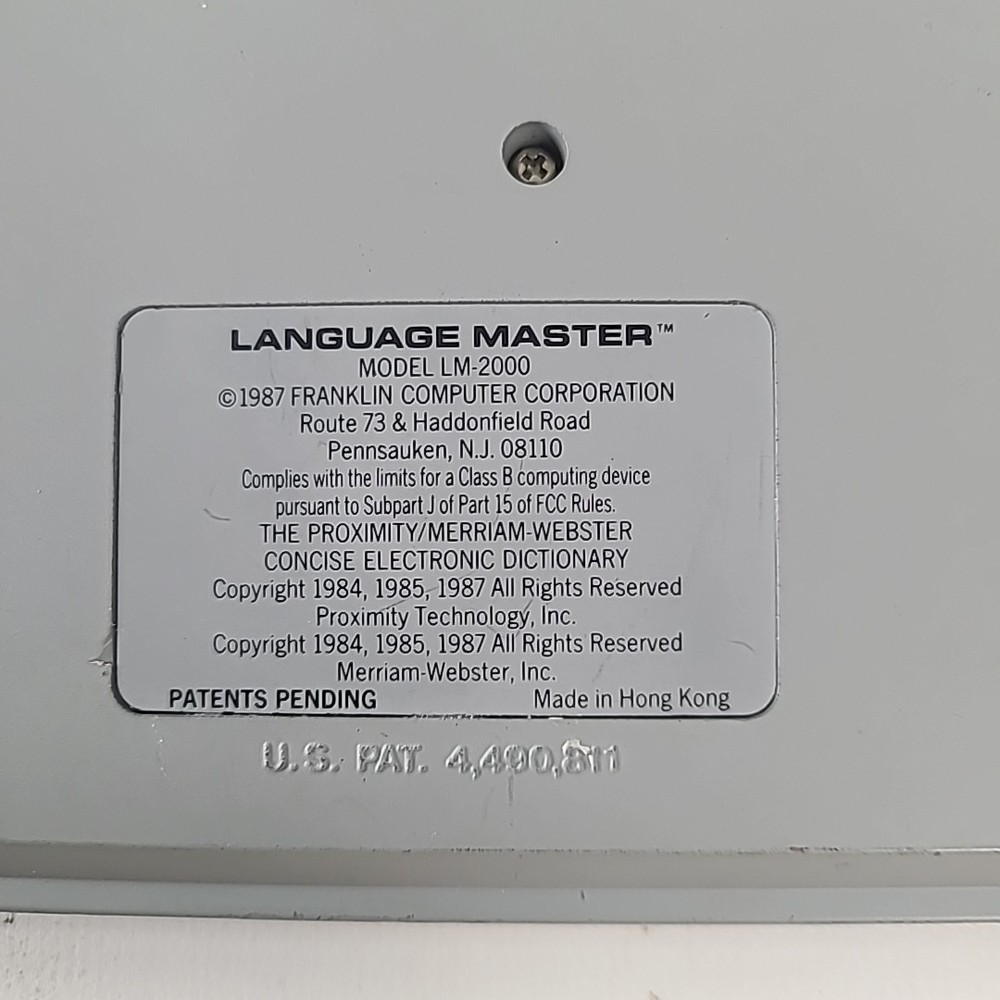 LANGUAGE MASTER™
MODEL LM-2000
©1987 FRANKLIN COMPUTER CORPORATION
Route 73 & Haddonfield Road
Pennsauken, N.J. 08110
Complies with the limits for a Class B computing device
pursuant to Subpart J of Part 15 of FCC Rules.
THE PROXIMITY/MERRIAM-WEBSTER
CONCISE ELECTRONIC DICTIONARY
Copyright 1984, 1985, 1987 All Rights Reserved
Proximity Technology, Inc.
Copyright 1984, 1985, 1987 All Rights Reserved
Merriam-Webster, Inc.
PATENTS PENDING Made in Hong Kong
U.S. PAT. 4,490,811